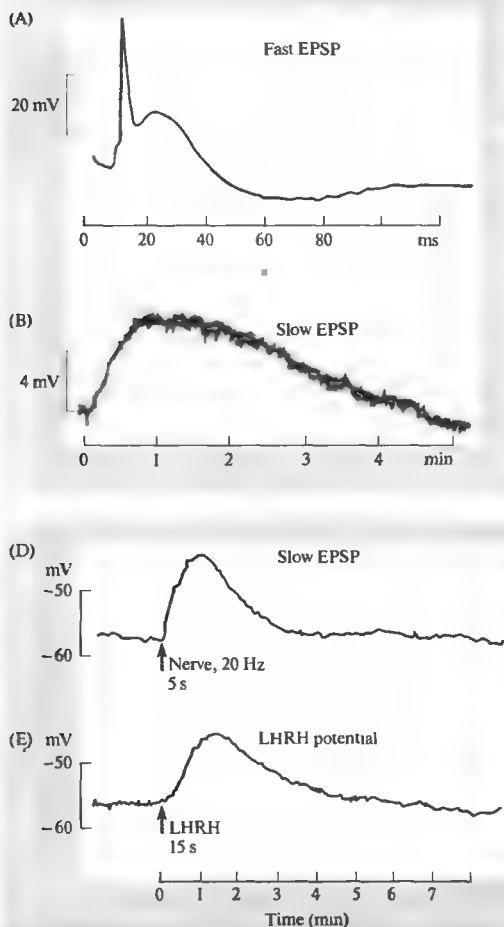 (A)
Fast EPSP
20 mV
0 20 40 60 80 ms
(B)
Slow EPSP
4 mV
0 1 2 3 4 min
(D)
mV
Slow EPSP
−50
−60
Nerve, 20 Hz
5 s
(E)
mV
LHRH potential
−50
−60
LHRH
15 s
0 1 2 3 4 5 6 7
Time (min)